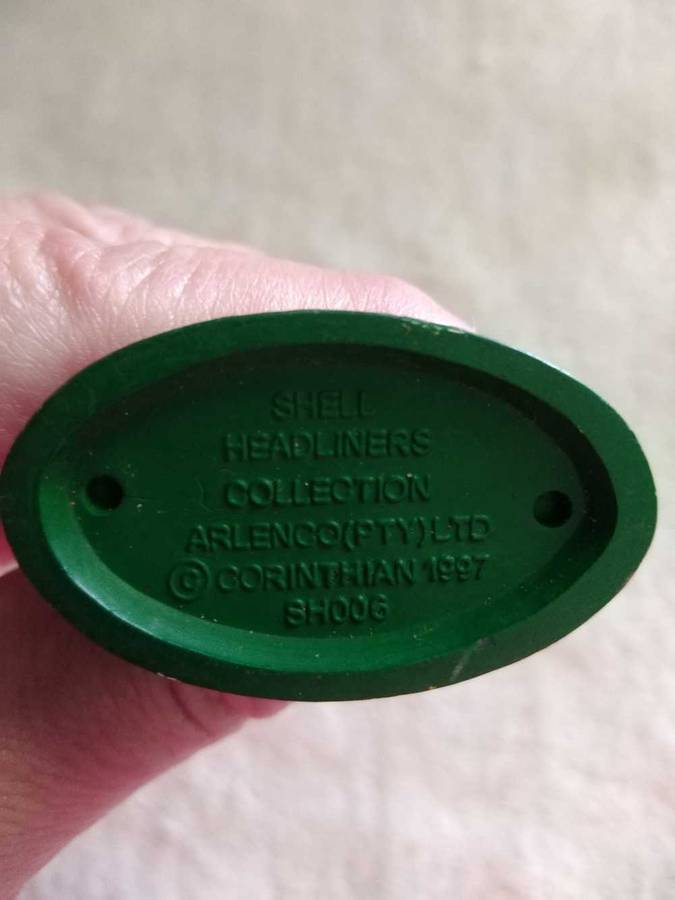 SHELL
HEADLINERS
COLLECTION
ARLENCO(PTY)LTD
© CORINTHIAN 1997
SH006